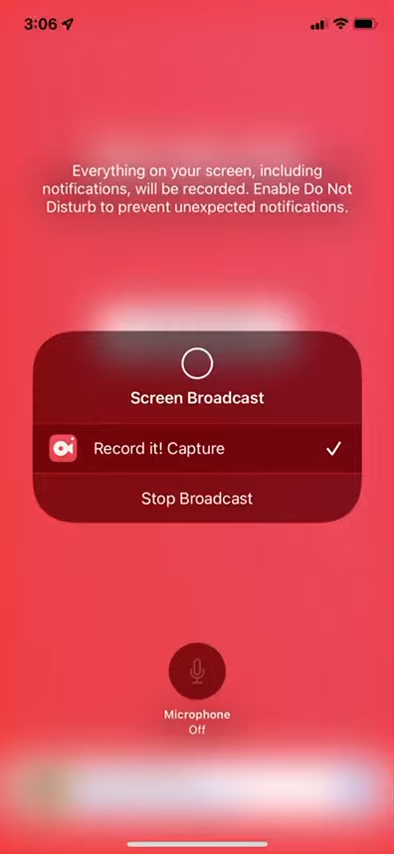 3:06
Everything on your screen, including
notifications, will be recorded. Enable Do Not
Disturb to prevent unexpected notifications.
Screen Broadcast
Record it! Capture
Stop Broadcast
Microphone
Off